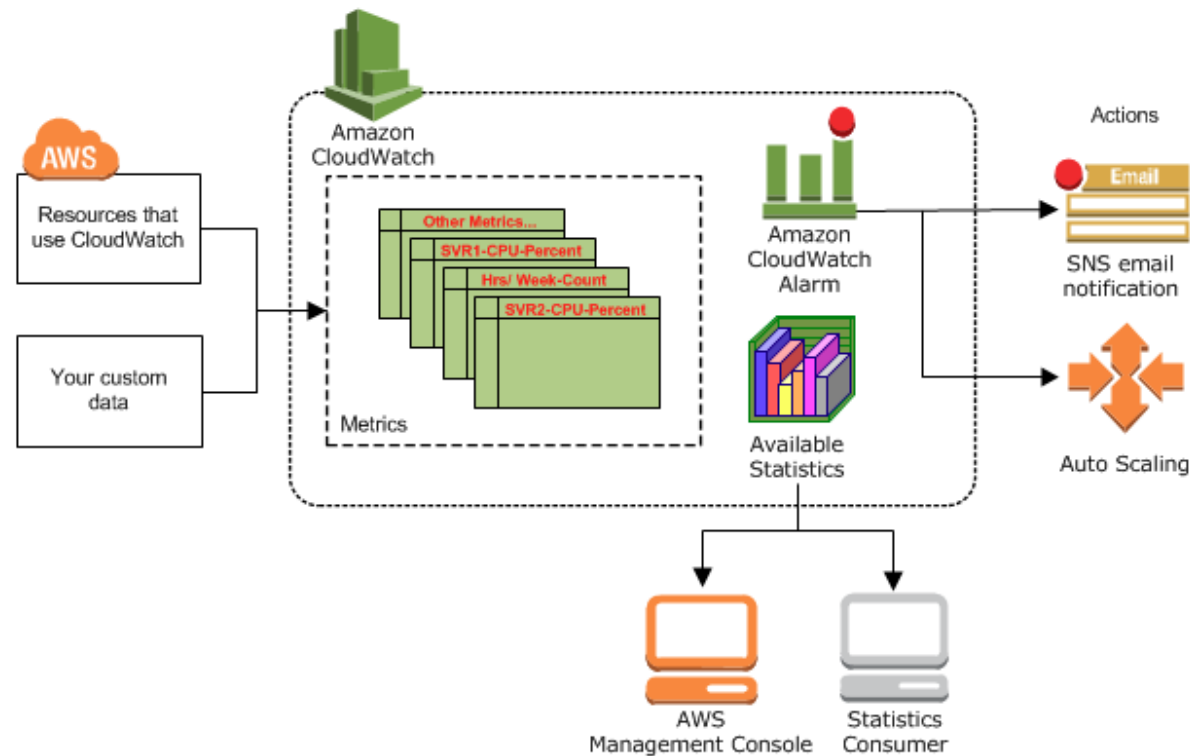 Amazon
CloudWatch
Actions
AWS
Resources that
use CloudWatch
Other Metrics...
SVR1-CPU-Percent
Hrs/ Week-Count
SVR2-CPU-Percent
Metrics
Your custom
data
Amazon
CloudWatch
Alarm
Email
SNS email
notification
Available
Statistics
Auto Scaling
AWS
Management Console
Statistics
Consumer